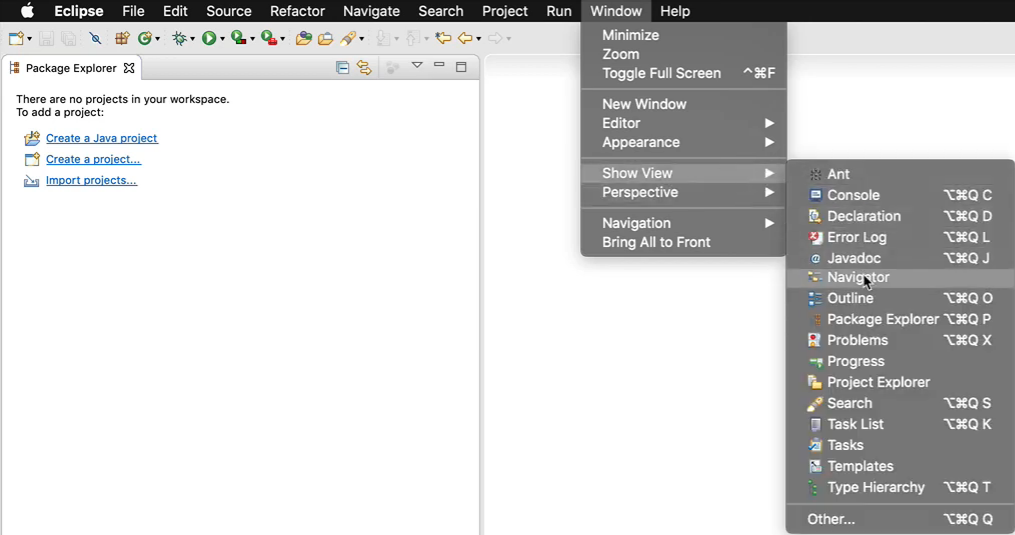 Eclipse File Edit Source Refactor Navigate Search Project Run Window Help
Package Explorer
There are no projects in your workspace.
To add a project:
Create a Java project
Create a project...
Import projects...
Minimize
Zoom
Toggle Full Screen ^⌘F
New Window
Editor
Appearance
Show View
Perspective
Navigation
Bring All to Front
Ant
Console ⌥⌘Q C
Declaration ⌥⌘Q D
Error Log ⌥⌘Q L
Javadoc ⌥⌘Q J
Navigator
Outline ⌥⌘Q O
Package Explorer ⌥⌘Q P
Problems ⌥⌘Q X
Progress
Project Explorer
Search ⌥⌘Q S
Task List ⌥⌘Q K
Tasks
Templates
Type Hierarchy ⌥⌘Q T
Other... ⌥⌘Q Q